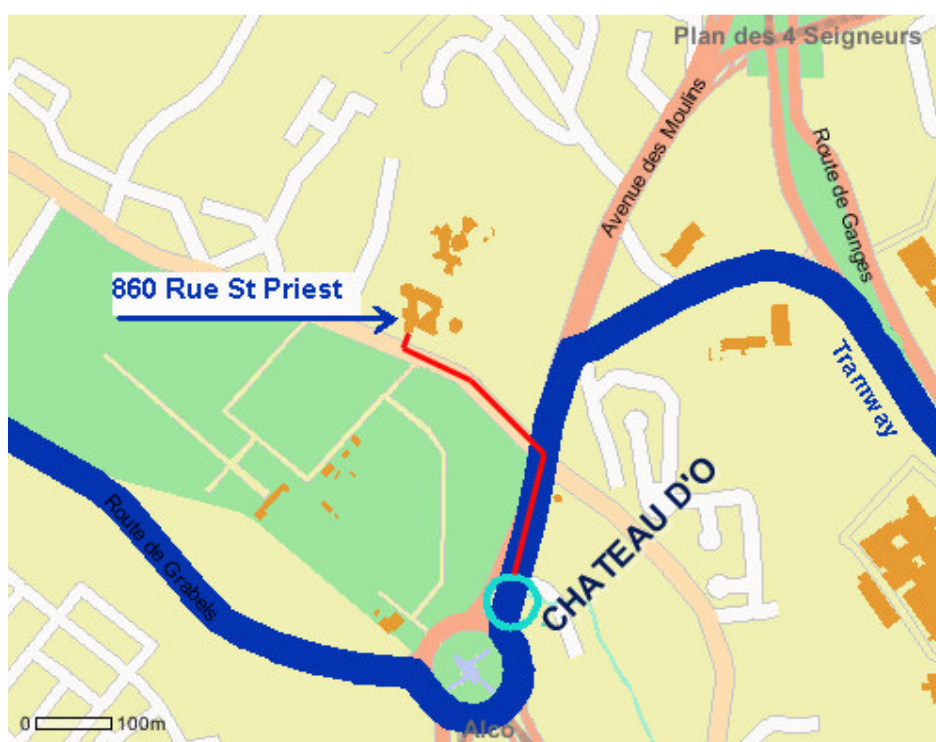 Plan des 4 Seigneurs
Avenue des Moulins
Route de Ganges
860 Rue St Priest
Tramway
CHATEAU D'O
Route de Grabels
0 100m
Alco